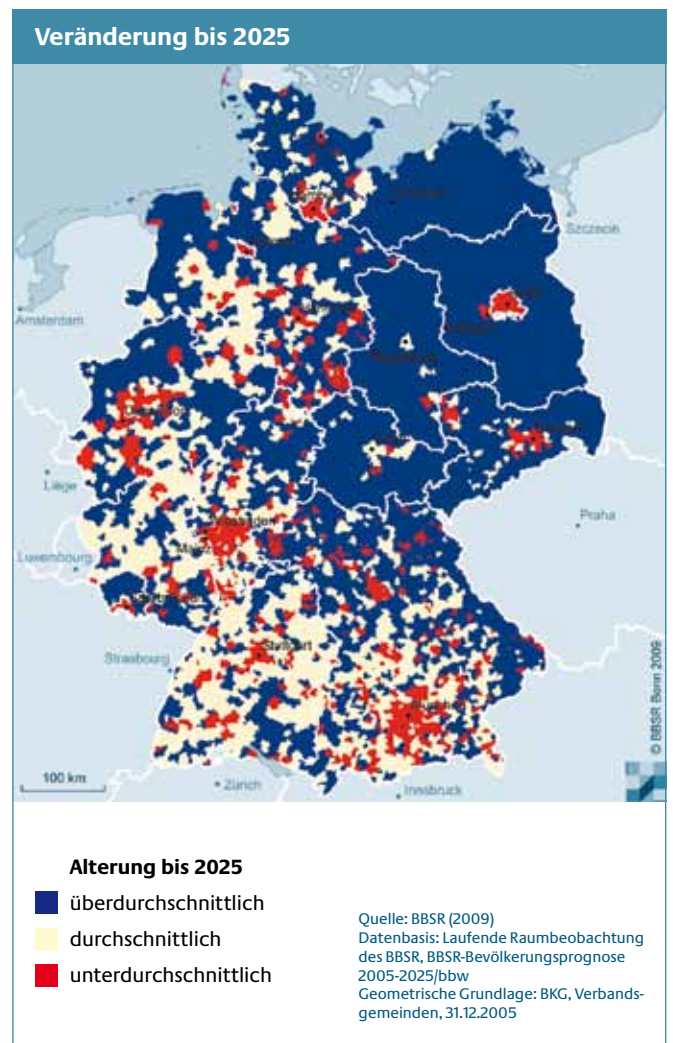 Veränderung bis 2025
Szczecin
Amsterdam
Liège
Praha
Luxembourg
Strasbourg
Stuttgart
© BBSR Bonn 2009
100 km
Zürich
Innsbruck
Alterung bis 2025
überdurchschnittlich
durchschnittlich
unterdurchschnittlich
Quelle: BBSR (2009)
Datenbasis: Laufende Raumbeobachtung
des BBSR, BBSR-Bevölkerungsprognose
2005-2025/bbw
Geometrische Grundlage: BKG, Verbands-
gemeinden, 31.12.2005